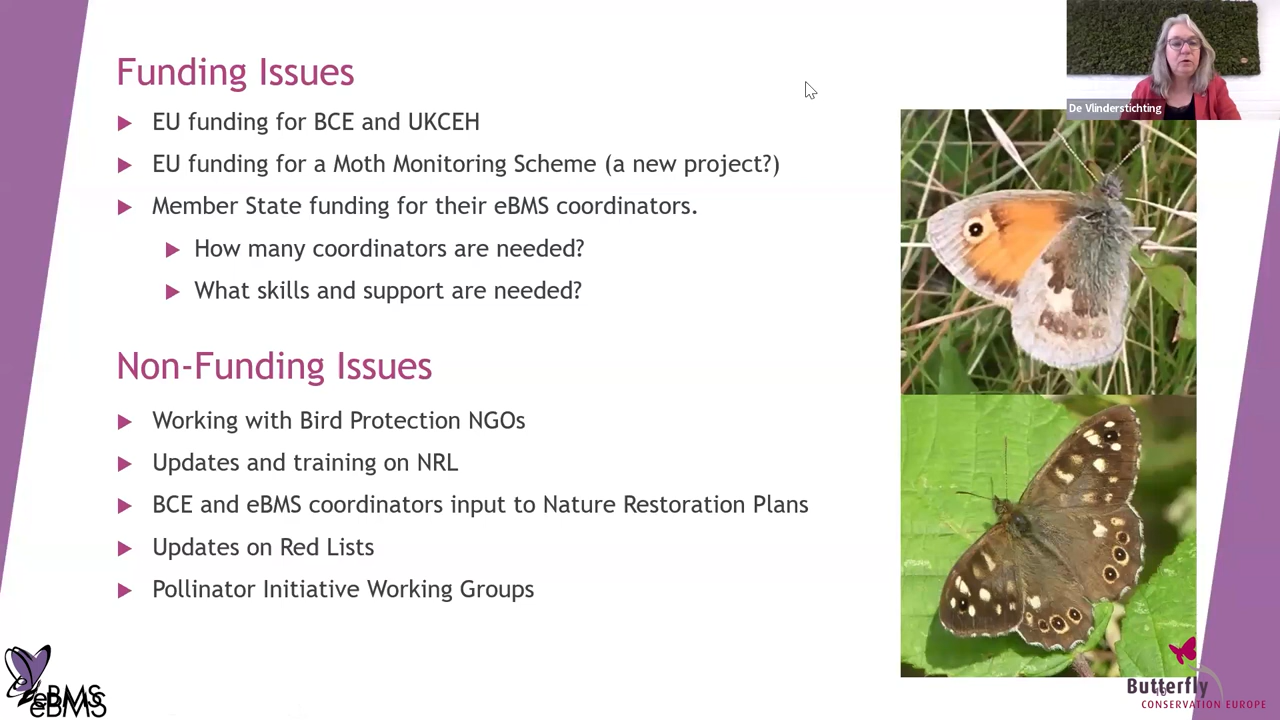 De Vlinderstichting
Funding Issues
EU funding for BCE and UKCEH
EU funding for a Moth Monitoring Scheme (a new project?)
Member State funding for their eBMS coordinators.
How many coordinators are needed?
What skills and support are needed?
Non-Funding Issues
Working with Bird Protection NGOs
Updates and training on NRL
BCE and eBMS coordinators input to Nature Restoration Plans
Updates on Red Lists
Pollinator Initiative Working Groups
eBMS
eBMS
Butterfly
CONSERVATION EUROPE